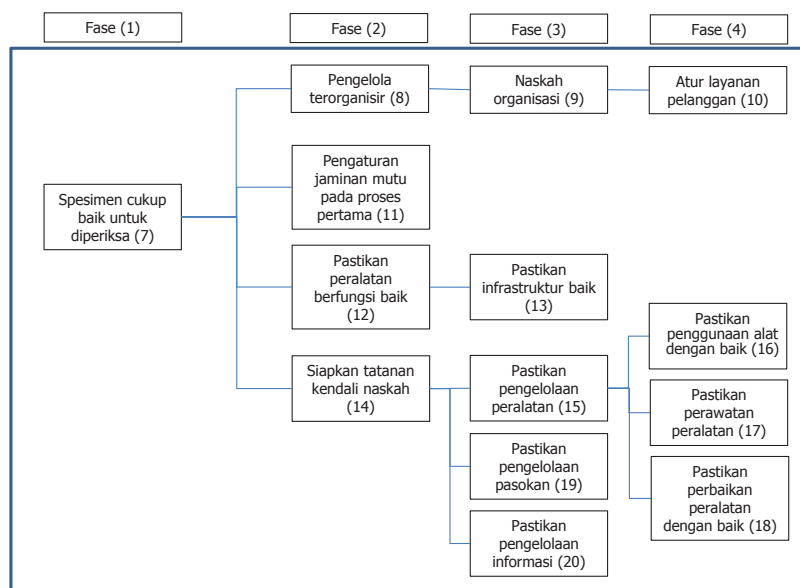 Fase (1)
Fase (2)
Fase (3)
Fase (4)
Pengelola
terorganisir (8)
Naskah
organisasi (9)
Atur layanan
pelanggan (10)
Spesimen cukup
baik untuk
diperiksa (7)
Pengaturan
jaminan mutu
pada proses
pertama (11)
Pastikan
peralatan
berfungsi baik
(12)
Pastikan
infrastruktur baik
(13)
Siapkan tatanan
kendali naskah
(14)
Pastikan
pengelolaan
peralatan (15)
Pastikan
penggunaan alat
dengan baik (16)
Pastikan
perawatan
peralatan (17)
Pastikan
perbaikan
peralatan
dengan baik (18)
Pastikan
pengelolaan
pasokan (19)
Pastikan
pengelolaan
informasi (20)